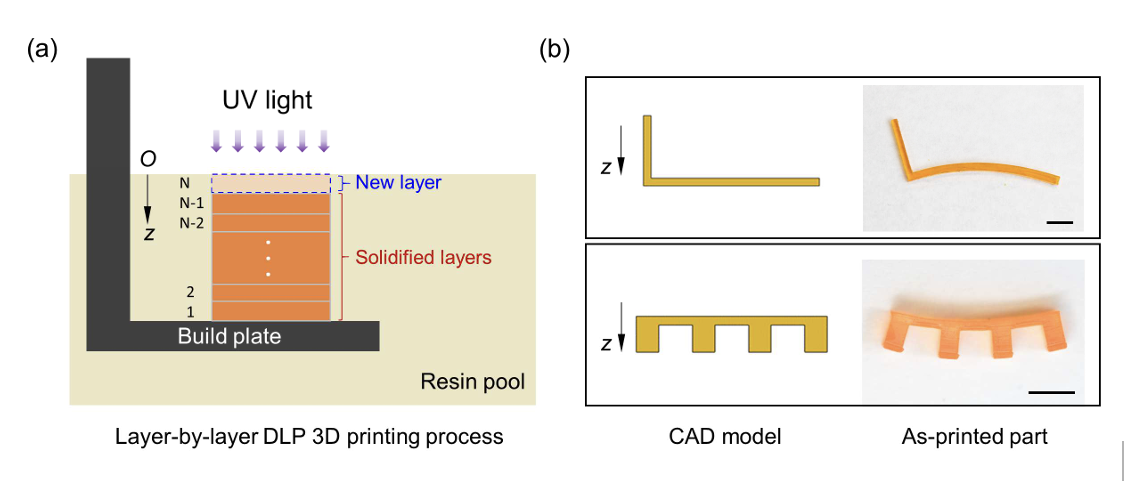 (a)
UV light
O
z
N
N-1
N-2
2
1
New layer
Solidified layers
Build plate
Resin pool
Layer-by-layer DLP 3D printing process
(b)
z
z
CAD model
As-printed part